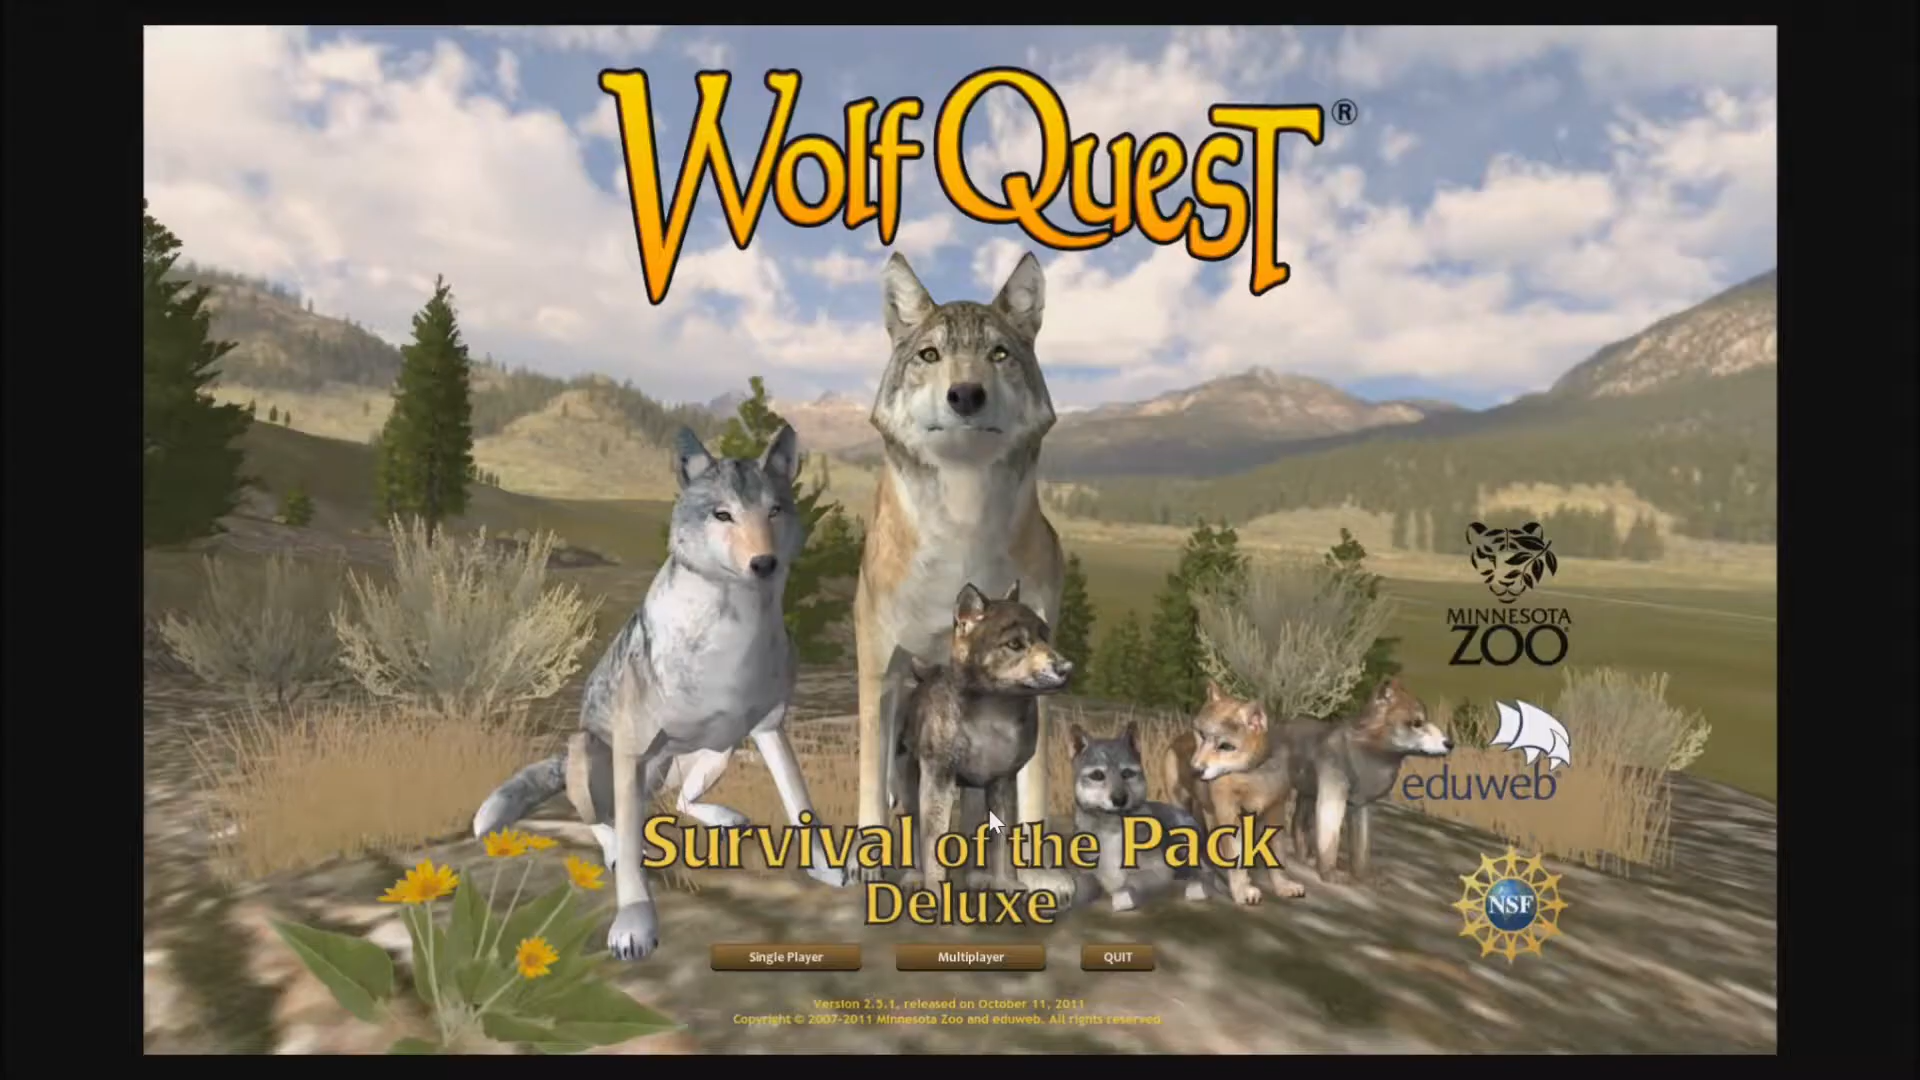 WolfQuest®
MINNESOTA
ZOO
eduweb®
Survival of the Pack
Deluxe
NSF
Single Player
Multiplayer
QUIT
Version 2.5.1, released on October 11, 2011
Copyright © 2007-2011 Minnesota Zoo and eduweb. All rights reserved.